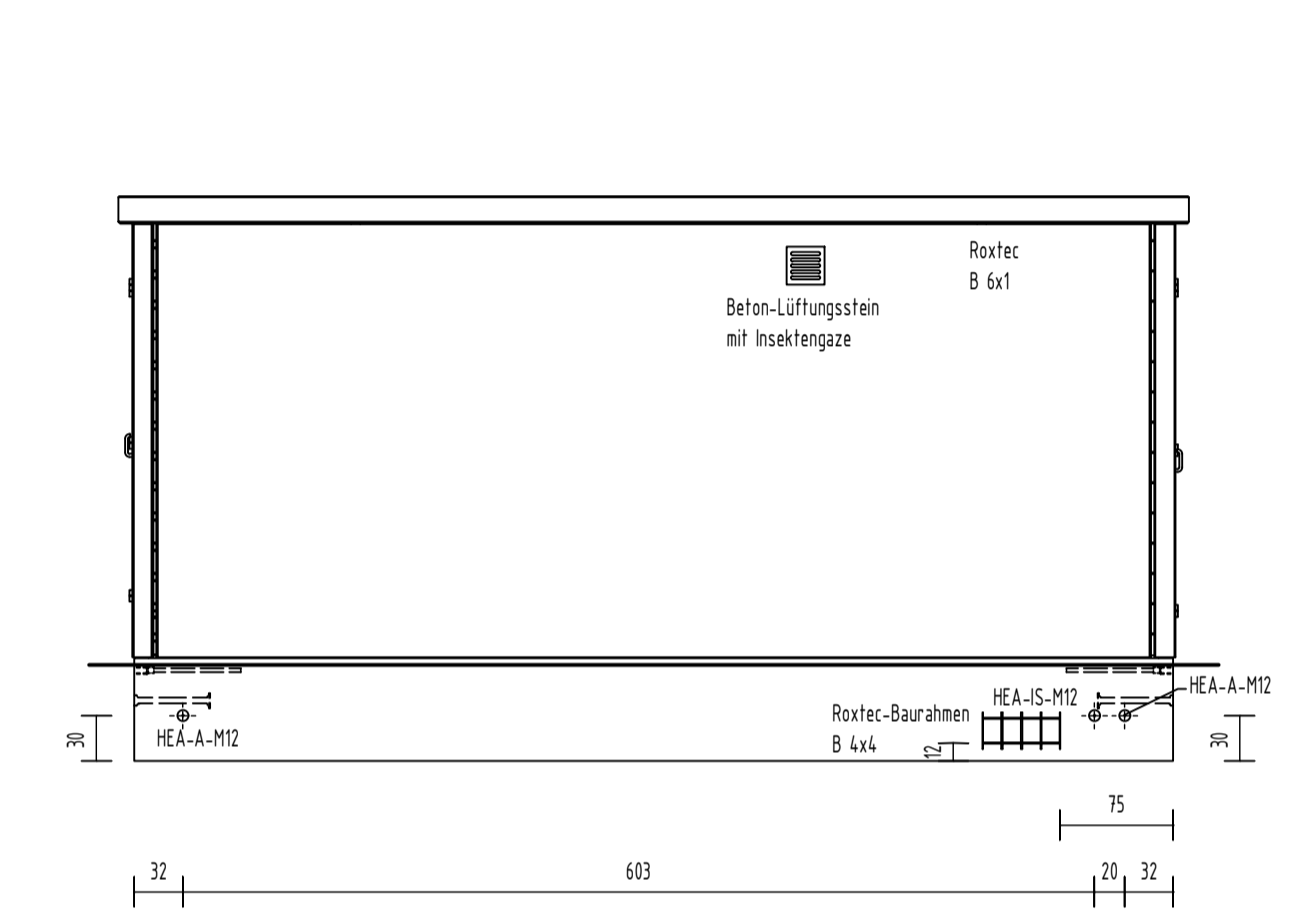 Roxtec
B 6x1
Beton-Lüftungsstein
mit Insektengaze
HEA-A-M12
HEA-IS-M12
Roxtec-Baurahmen
B 4x4
12
30
HEA-A-M12
30
75
32
603
20
32